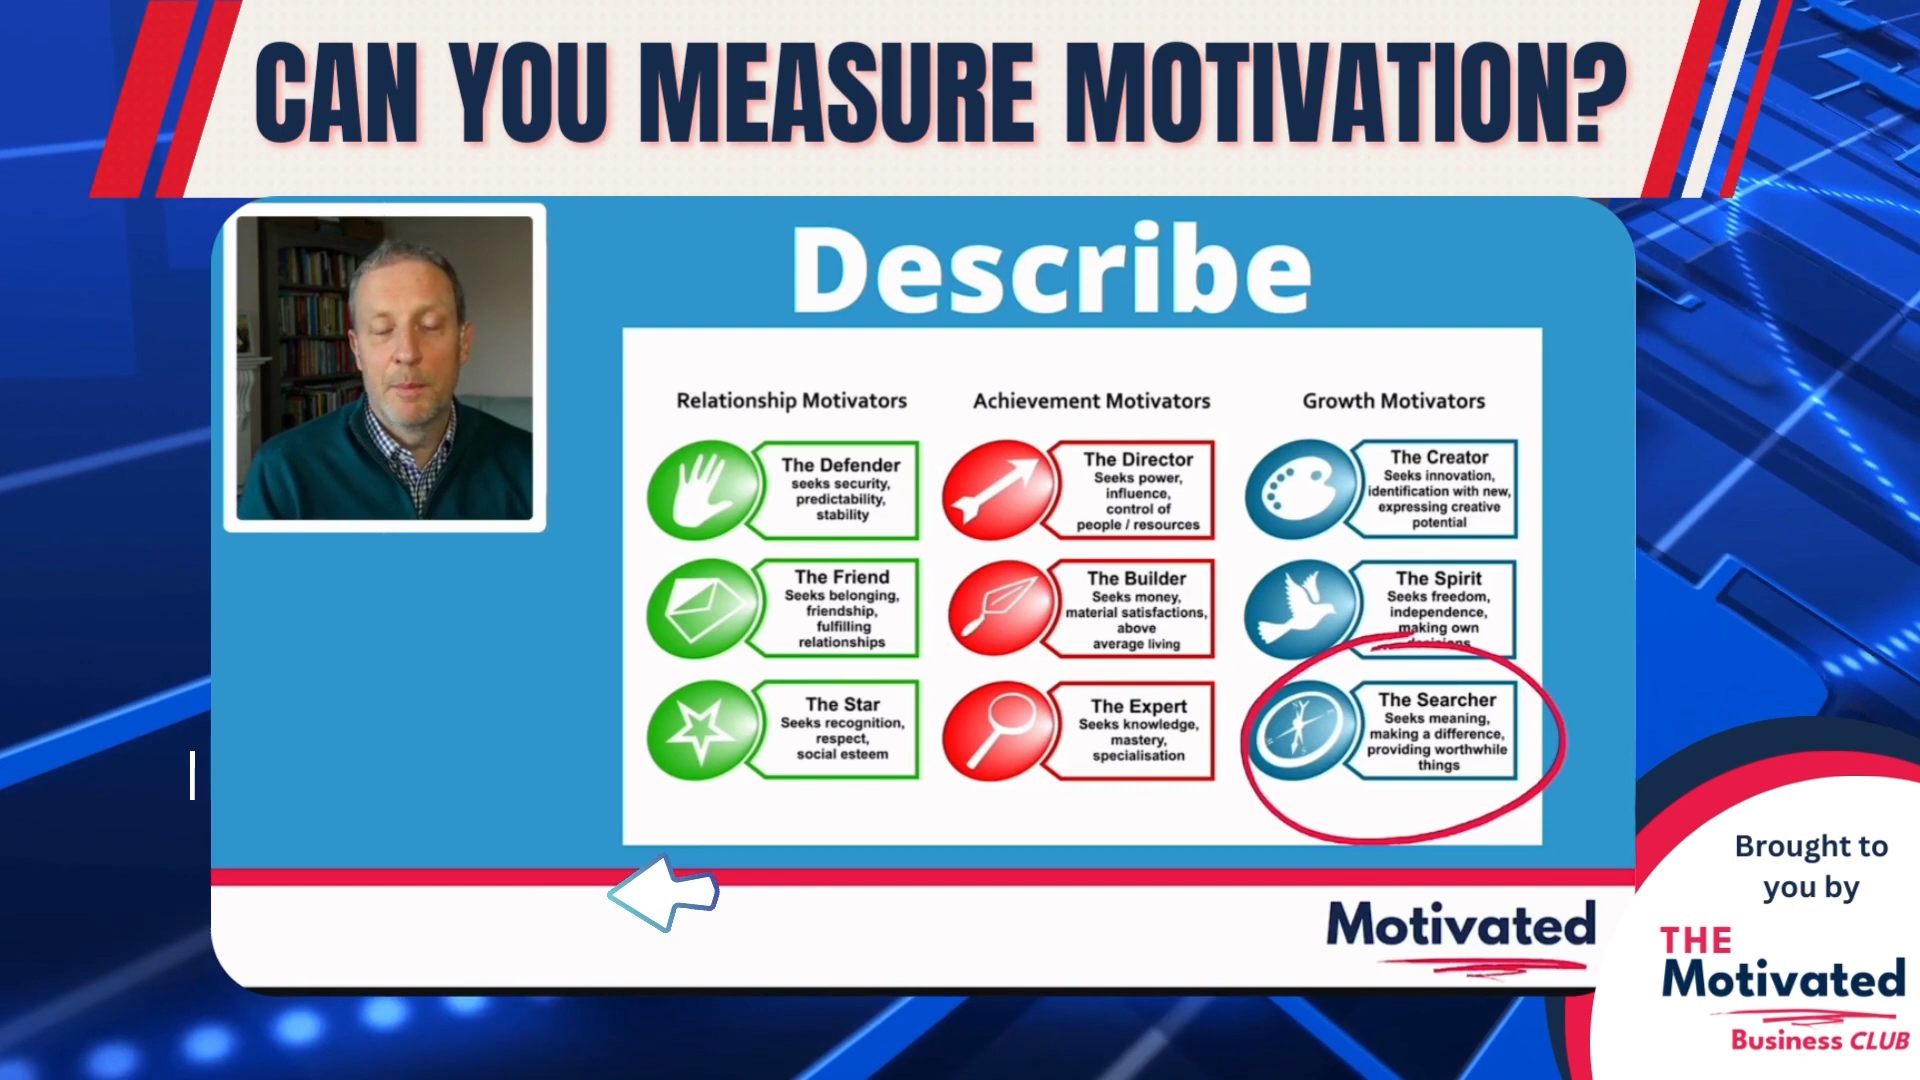 CAN YOU MEASURE MOTIVATION?
Describe
Relationship Motivators
Achievement Motivators
Growth Motivators
The Defender
seeks security,
predictability,
stability
The Director
Seeks power,
influence,
control of
people / resources
The Creator
Seeks innovation,
identification with new,
expressing creative
potential
The Friend
Seeks belonging,
friendship,
fulfilling
relationships
The Builder
Seeks money,
material satisfactions,
above
average living
The Spirit
Seeks freedom,
independence,
making own
decisions
The Star
Seeks recognition,
respect,
social esteem
The Expert
Seeks knowledge,
mastery,
specialisation
The Searcher
Seeks meaning,
making a difference,
providing worthwhile
things
Motivated
Brought to
you by
THE
Motivated
Business CLUB